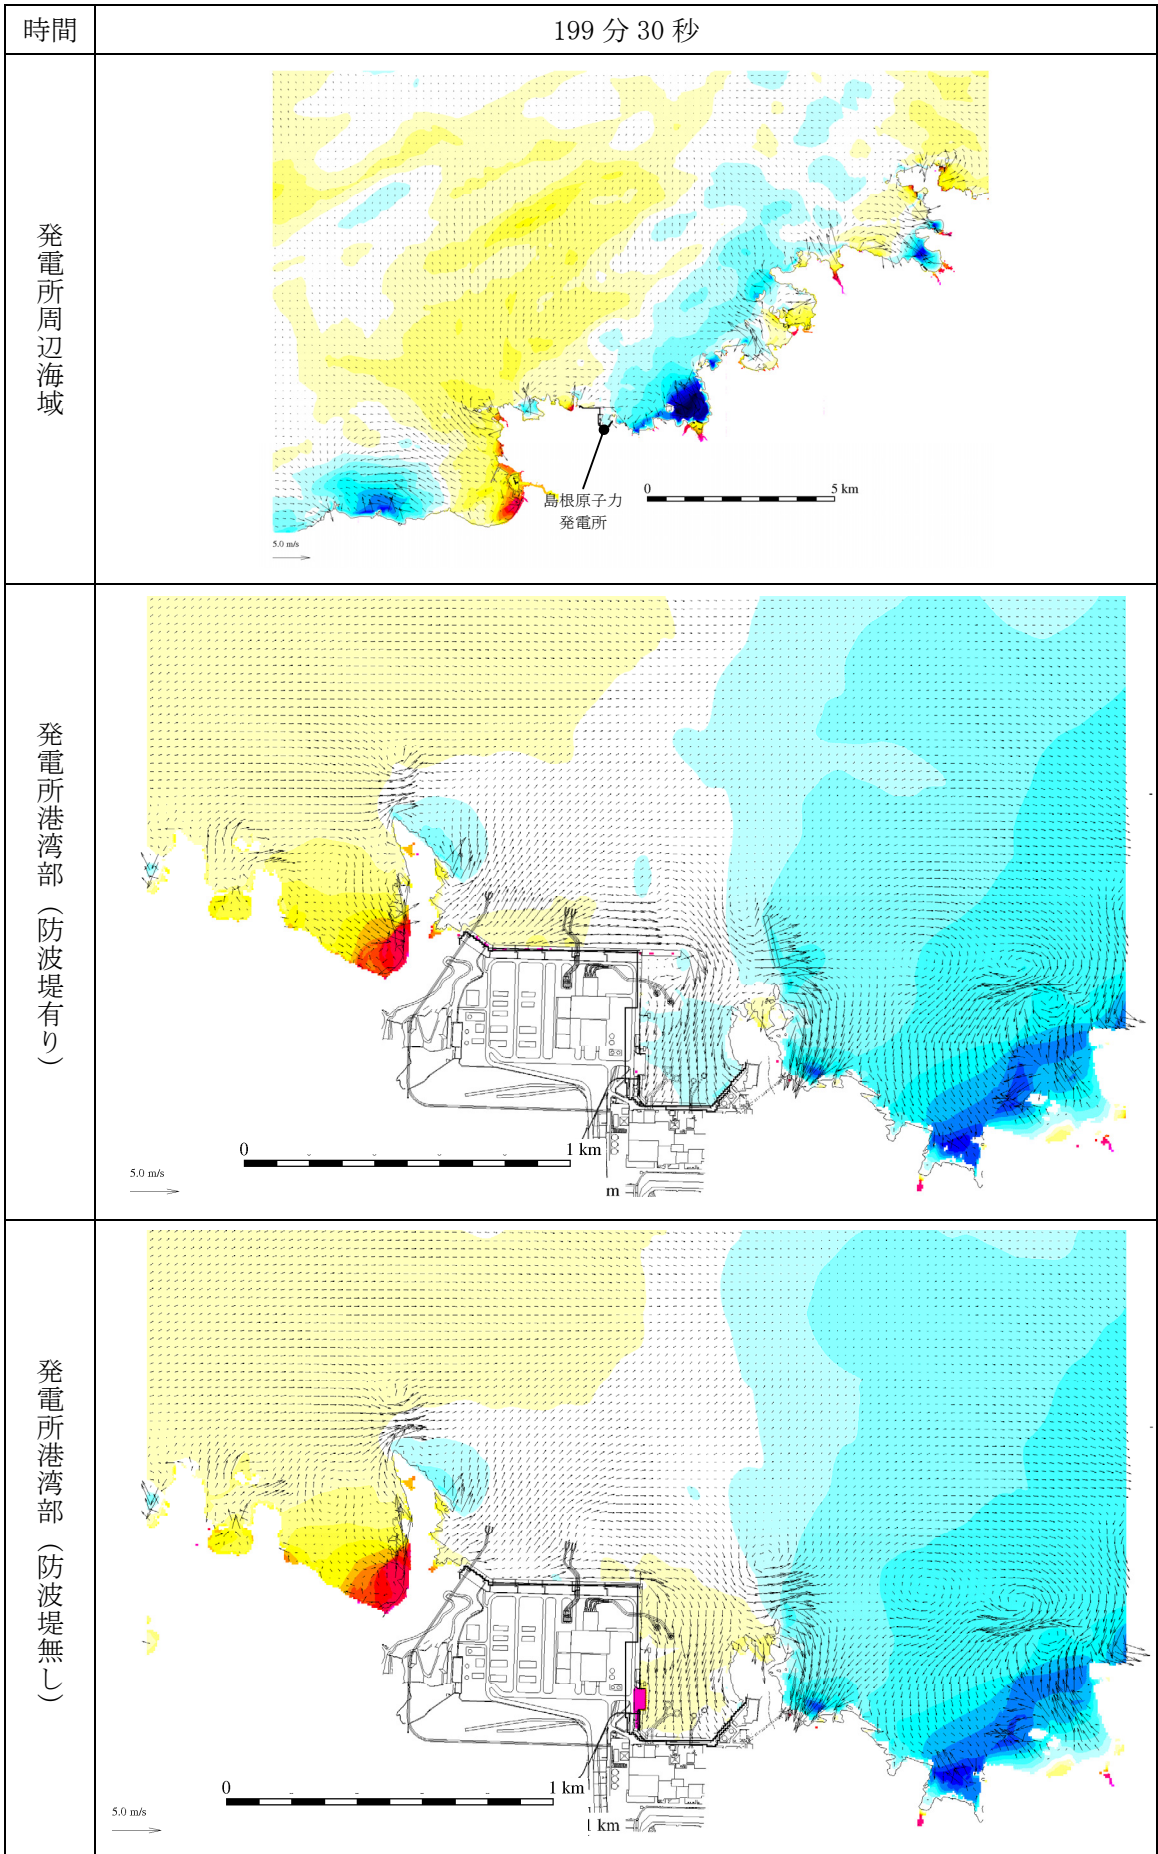 時間
199 分 30 秒
発電所周辺海域
島根原子力
発電所
0
5 km
5.0 m/s
発電所港湾部（防波堤有り）
0
1 km
5.0 m/s
m
発電所港湾部（防波堤無し）
0
1 km
5.0 m/s
1 km